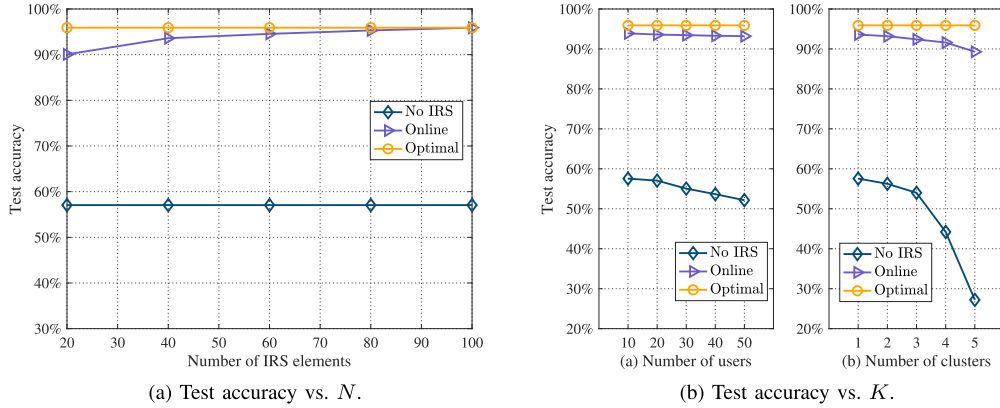 100%
90%
80%
70%
60%
50%
40%
30%
Test accuracy
No IRS
Online
Optimal
20 30 40 50 60 70 80 90 100
Number of IRS elements
(a) Test accuracy vs. N.
100%
90%
80%
70%
60%
50%
40%
30%
20%
Test accuracy
No IRS
Online
Optimal
10 20 30 40 50
(a) Number of users
100%
90%
80%
70%
60%
50%
40%
30%
20%
No IRS
Online
Optimal
1 2 3 4 5
(b) Number of clusters
(b) Test accuracy vs. K.